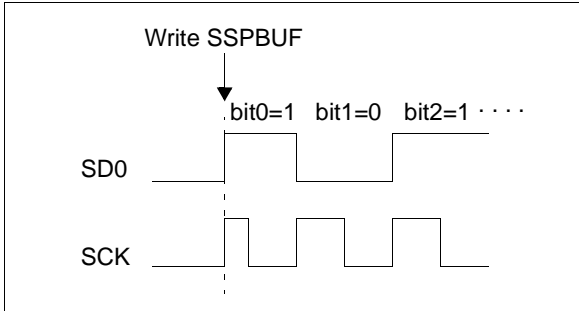 Write SSPBUF
bit0=1 bit1=0 bit2=1 · · · ·
SD0
SCK